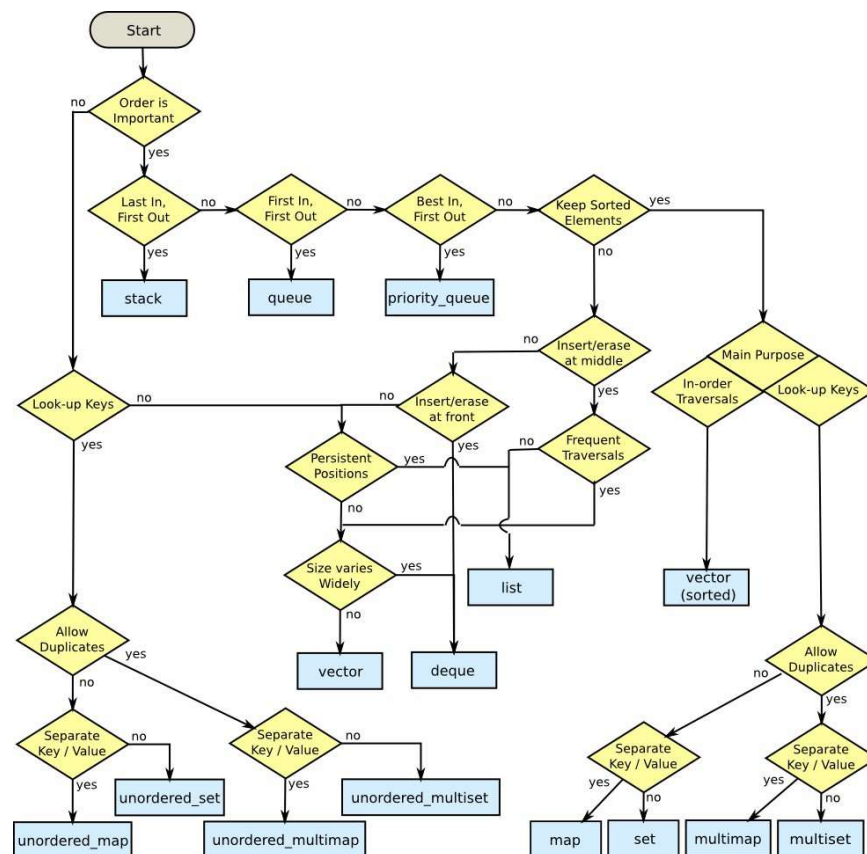 Start
no
Order is
Important
yes
Last In,
First Out
no
First In,
First Out
no
Best In,
First Out
no
Keep Sorted
Elements
yes
yes
yes
yes
no
stack
queue
priority_queue
no
Insert/erase
at middle
Main Purpose
yes
In-order
Traversals
Look-up Keys
Look-up Keys
no
no
Insert/erase
at front
yes
yes
no
Frequent
Traversals
Persistent
Positions
yes
no
yes
Size varies
Widely
yes
no
list
vector
(sorted)
Allow
Duplicates
yes
no
vector
deque
Allow
Duplicates
no
yes
Separate
Key / Value
no
yes
Separate
Key / Value
no
yes
Separate
Key / Value
yes
no
Separate
Key / Value
yes
no
unordered_set
unordered_multiset
unordered_map
unordered_multimap
map
set
multimap
multiset